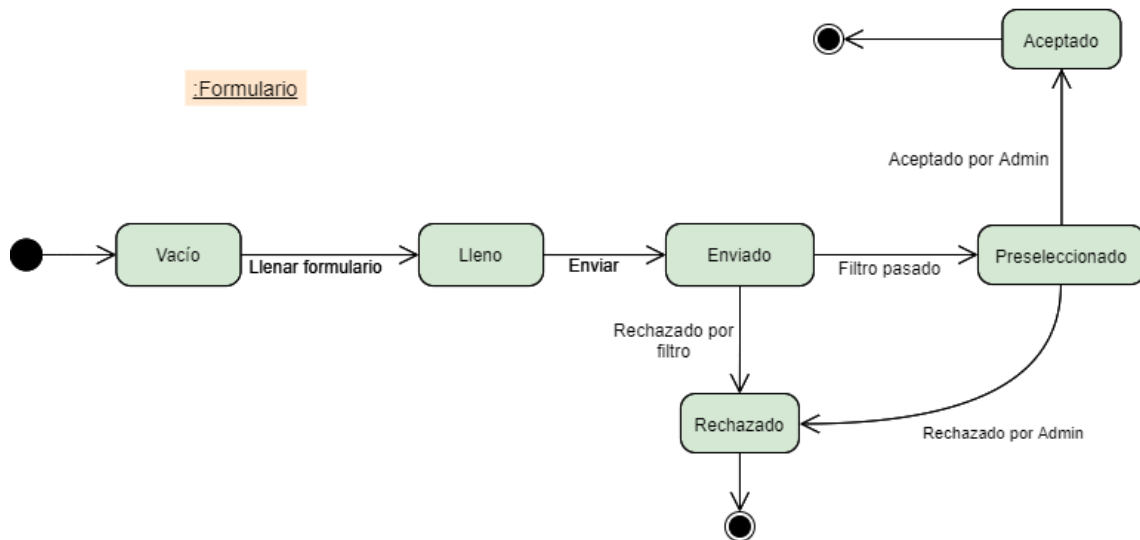 Aceptado
:Formulario
Aceptado por Admin
Vacío
Llenar formulario
Lleno
Enviar
Enviado
Filtro pasado
Preseleccionado
Rechazado por
filtro
Rechazado
Rechazado por Admin